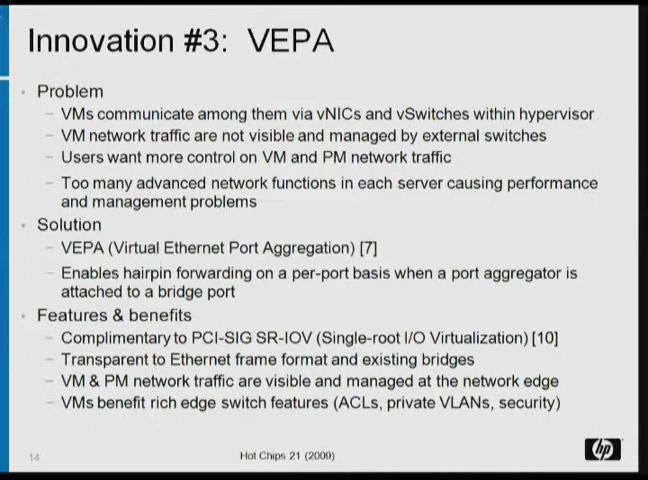 Innovation #3: VEPA
• Problem
– VMs communicate among them via vNICs and vSwitches within hypervisor
– VM network traffic are not visible and managed by external switches
– Users want more control on VM and PM network traffic
– Too many advanced network functions in each server causing performance
and management problems
• Solution
– VEPA (Virtual Ethernet Port Aggregation) [7]
– Enables hairpin forwarding on a per-port basis when a port aggregator is
attached to a bridge port
• Features & benefits
– Complimentary to PCI-SIG SR-IOV (Single-root I/O Virtualization) [10]
– Transparent to Ethernet frame format and existing bridges
– VM & PM network traffic are visible and managed at the network edge
– VMs benefit rich edge switch features (ACLs, private VLANs, security)
14
Hot Chips 21 (2009)
hp